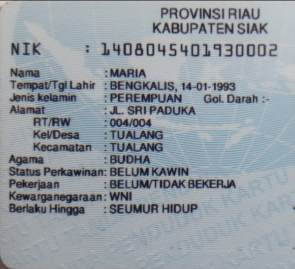 PROVINSI RIAU
KABUPATEN SIAK
NIK : 1408045401930002
Nama : MARIA
Tempat/Tgl Lahir : BENGKALIS, 14-01-1993
Jenis kelamin : PEREMPUAN Gol. Darah :-
Alamat : JL. SRI PADUKA
RT/RW : 004/004
Kel/Desa : TUALANG
Kecamatan : TUALANG
Agama : BUDHA
Status Perkawinan: BELUM KAWIN
Pekerjaan : BELUM/TIDAK BEKERJA
Kewarganegaraan: WNI
Berlaku Hingga : SEUMUR HIDUP